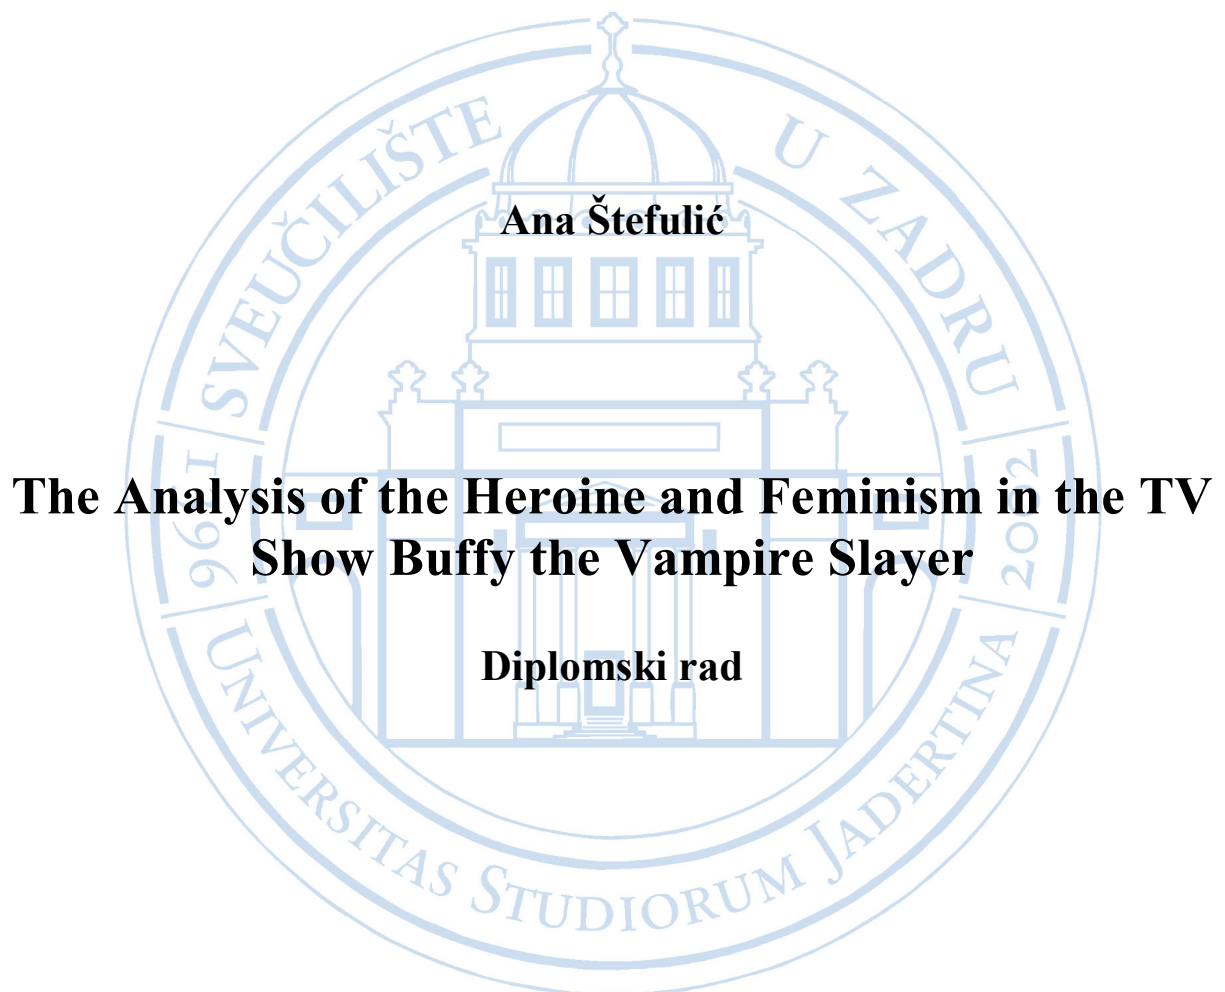 SVEUČILIŠTE U ZADRU
Ana Štefulić
The Analysis of the Heroine and Feminism in the TV
Show Buffy the Vampire Slayer
Diplomski rad
1396
2002
UNIVERSITAS STUDIORUM JADERTINA